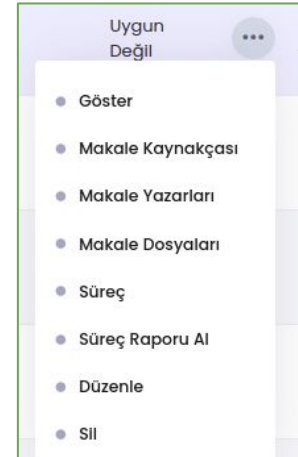 Uygun
Değil
Göster
Makale Kaynakçası
Makale Yazarları
Makale Dosyaları
Süreç
Süreç Raporu Al
Düzenle
Sil